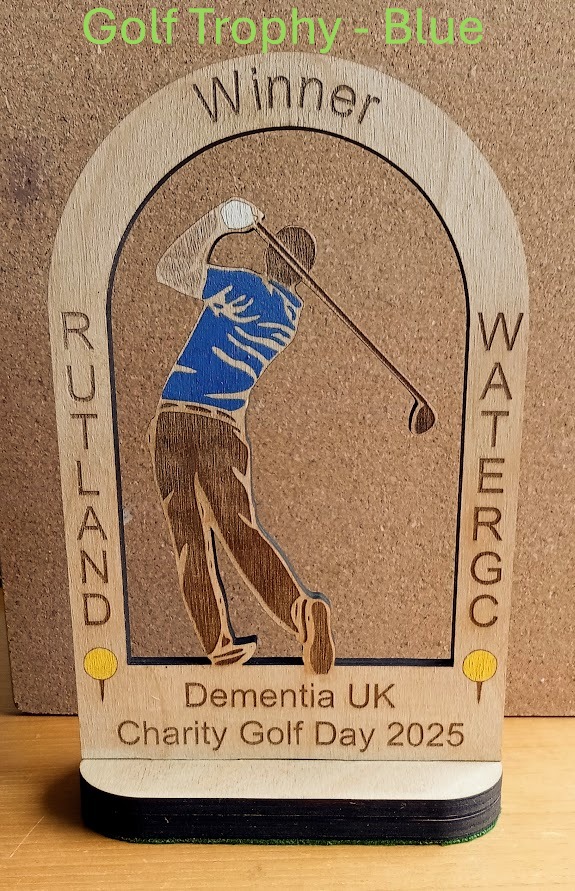 Golf Trophy - Blue
Winner
RUTLAND
WATERGC
Dementia UK
Charity Golf Day 2025